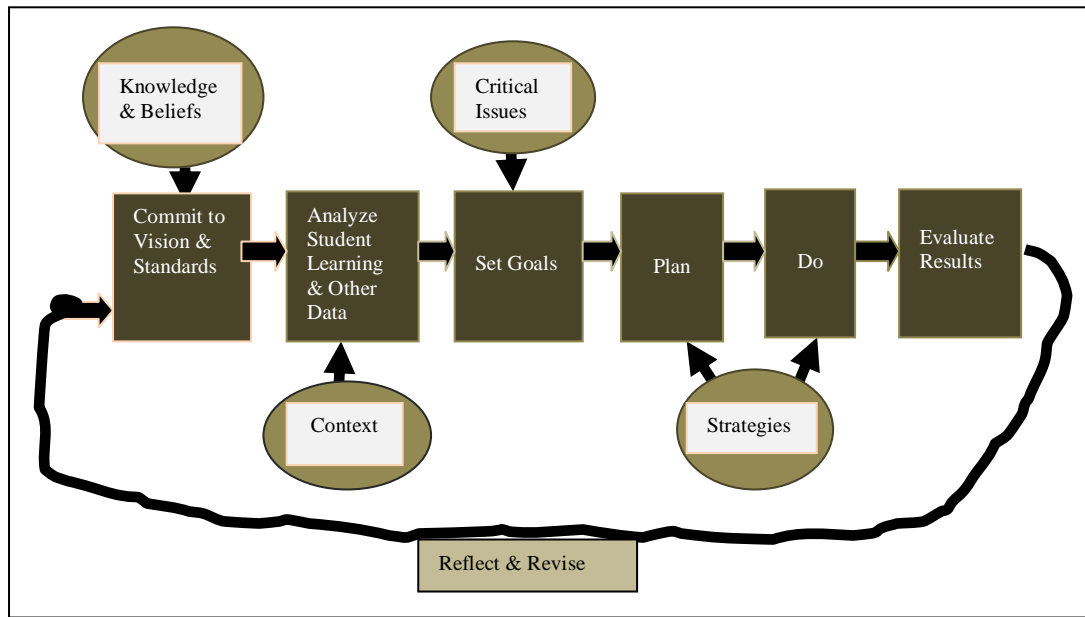 Knowledge
& Beliefs
Critical
Issues
Commit to
Vision &
Standards
Analyze
Student
Learning
& Other
Data
Set Goals
Plan
Do
Evaluate
Results
Context
Strategies
Reflect & Revise